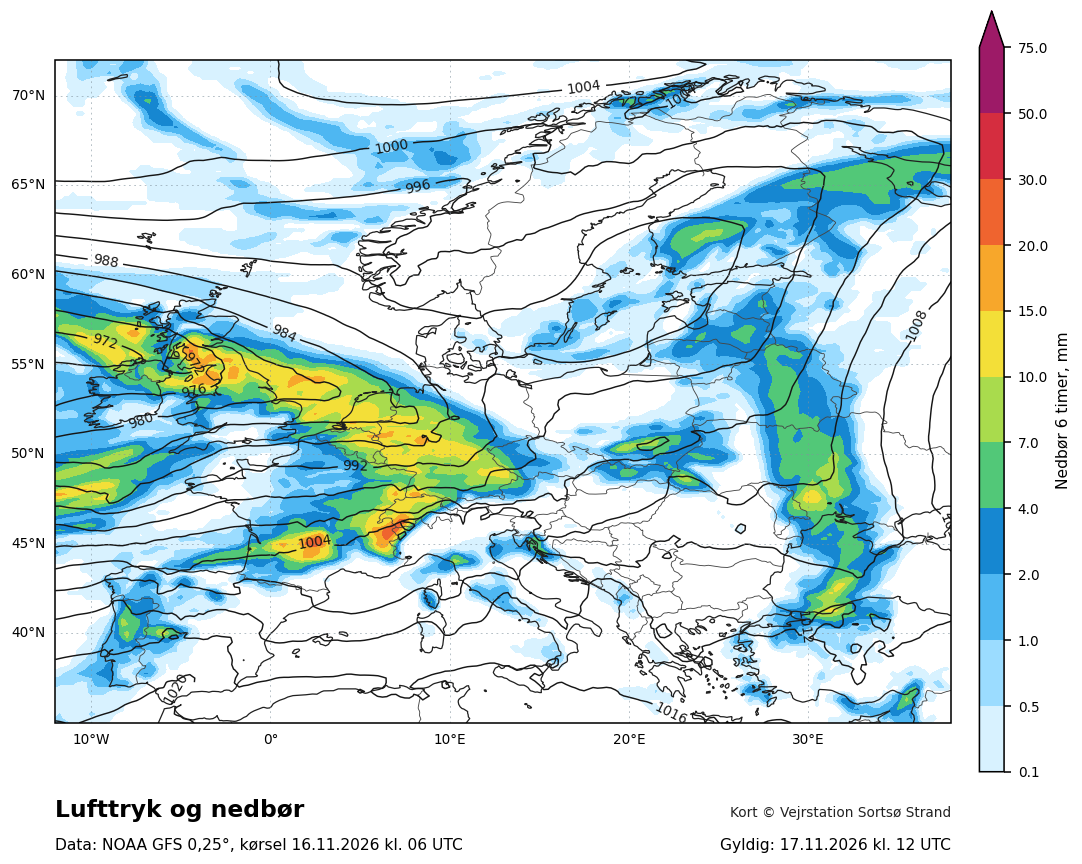 75.0
50.0
30.0
20.0
15.0
10.0
7.0
4.0
2.0
1.0
0.5
0.1
Nedbør 6 timer, mm
70°N
65°N
60°N
55°N
50°N
45°N
40°N
10°W
0°
10°E
20°E
30°E
1004
1000
996
988
984
972
976
980
992
1004
1008
1020
1016
Lufttryk og nedbør
Kort © Vejrstation Sortsø Strand
Data: NOAA GFS 0,25°, kørsel 16.11.2026 kl. 06 UTC
Gyldig: 17.11.2026 kl. 12 UTC